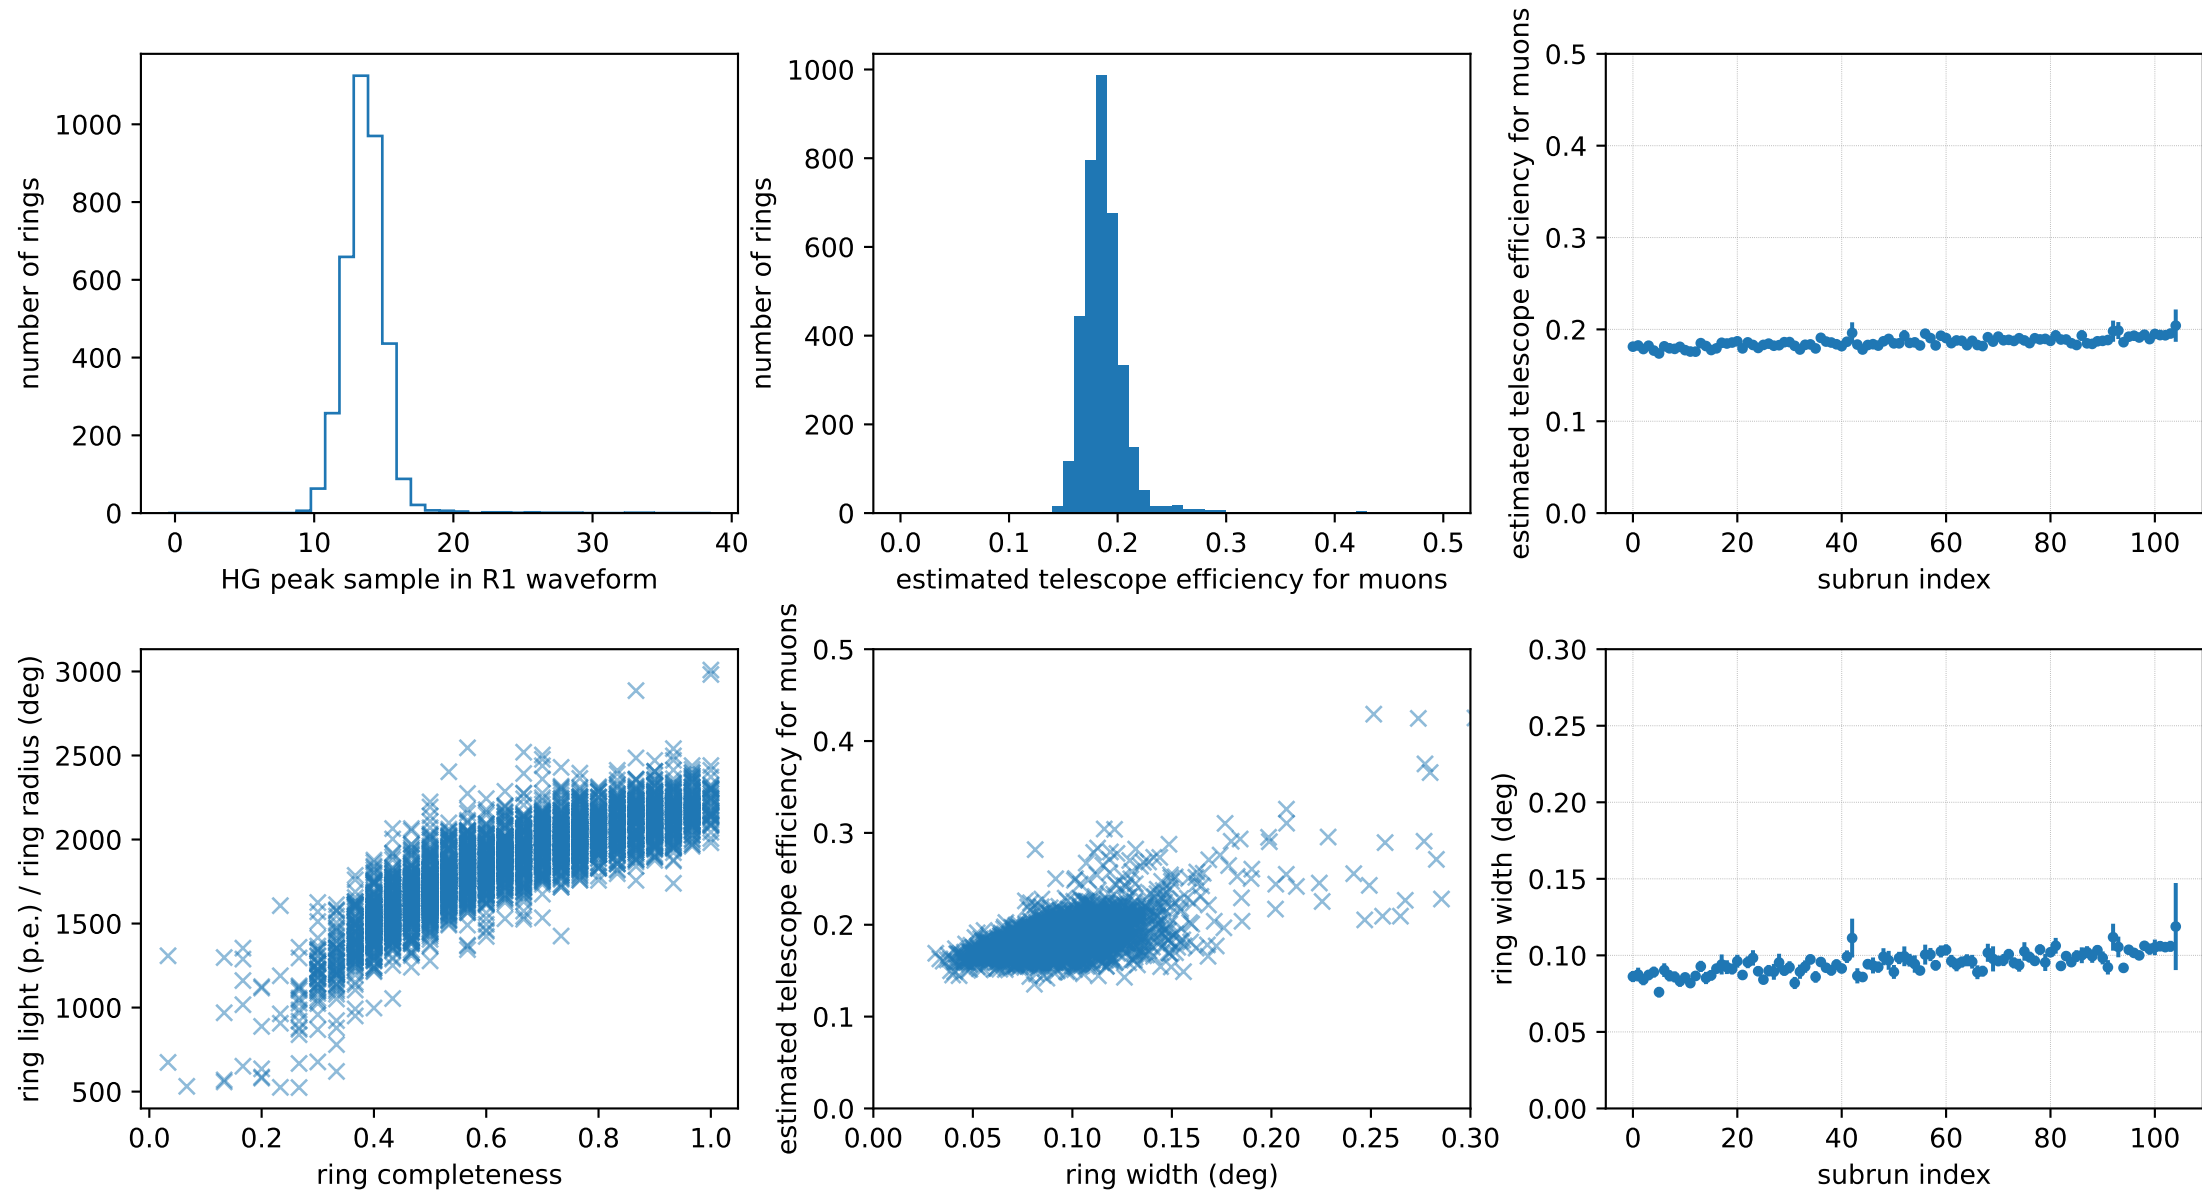 1000
800
600
400
200
0
number of rings
0 10 20 30 40
HG peak sample in R1 waveform
1000
800
600
400
200
0
number of rings
0.0 0.1 0.2 0.3 0.4 0.5
estimated telescope efficiency for muons
0.5
0.4
0.3
0.2
0.1
0.0
estimated telescope efficiency for muons
0 20 40 60 80 100
subrun index
3000
2500
2000
1500
1000
500
ring light (p.e.) / ring radius (deg)
0.0 0.2 0.4 0.6 0.8 1.0
ring completeness
0.5
0.4
0.3
0.2
0.1
0.0
estimated telescope efficiency for muons
0.00 0.05 0.10 0.15 0.20 0.25 0.30
ring width (deg)
0.30
0.25
0.20
0.15
0.10
0.05
0.00
ring width (deg)
0 20 40 60 80 100
subrun index